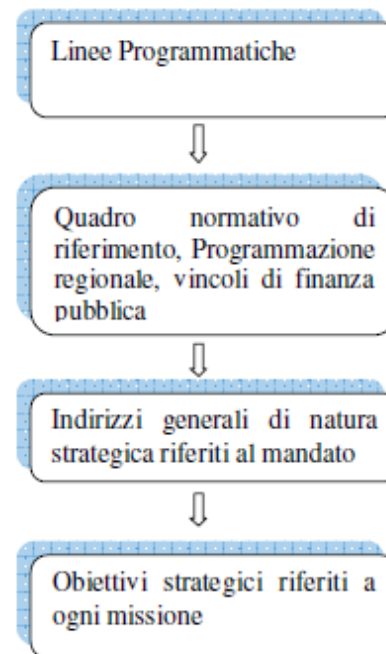 Linee Programmatiche
Quadro normativo di
riferimento, Programmazione
regionale, vincoli di finanza
pubblica
Indirizzi generali di natura
strategica riferiti al mandato
Obiettivi strategici riferiti a
ogni missione